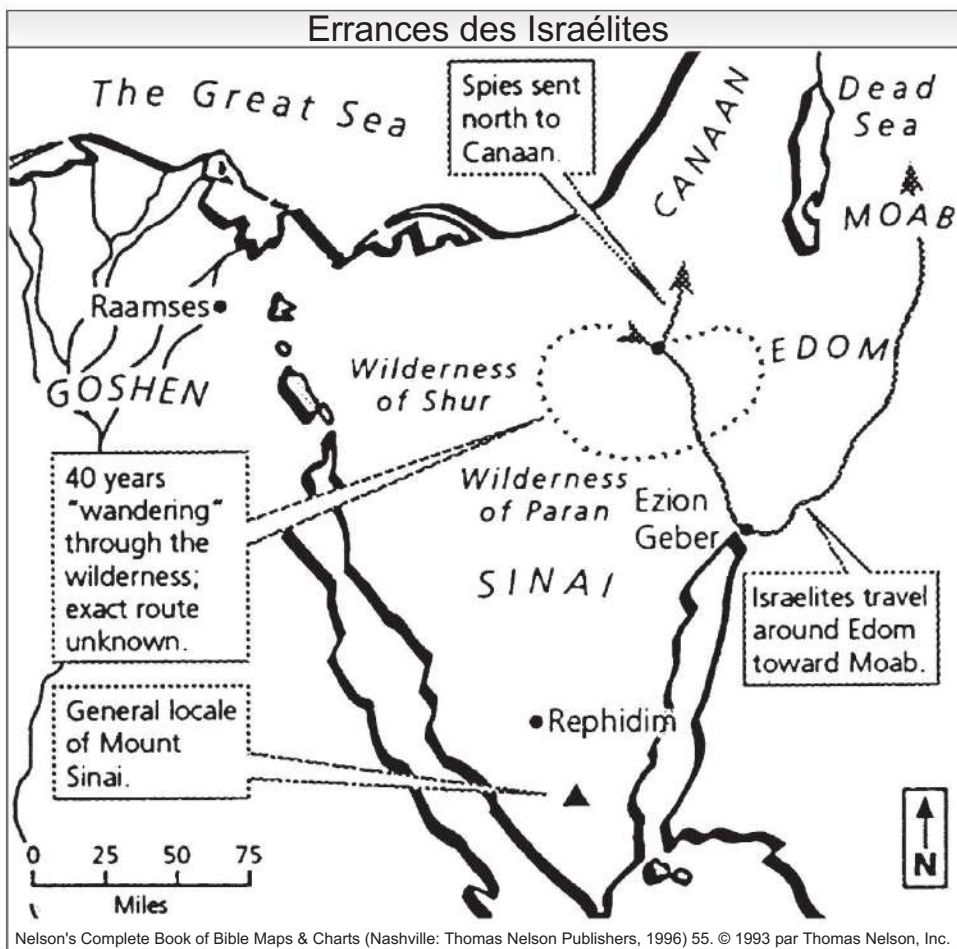 Errances des Israélites
The Great Sea
Spies sent
north to
Canaan.
CANAAN
Dead
Sea
MOAB
Raamses
GOSHEN
Wilderness
of Shur
EDOM
40 years
"wandering"
through the
wilderness;
exact route
unknown.
Wilderness
of Paran
Ezion
Geber
SINAI
Israelites travel
around Edom
toward Moab.
General locale
of Mount
Sinai.
Rephidim
0 25 50 75
Miles
N
Nelson's Complete Book of Bible Maps & Charts (Nashville: Thomas Nelson Publishers, 1996) 55. © 1993 par Thomas Nelson, Inc.